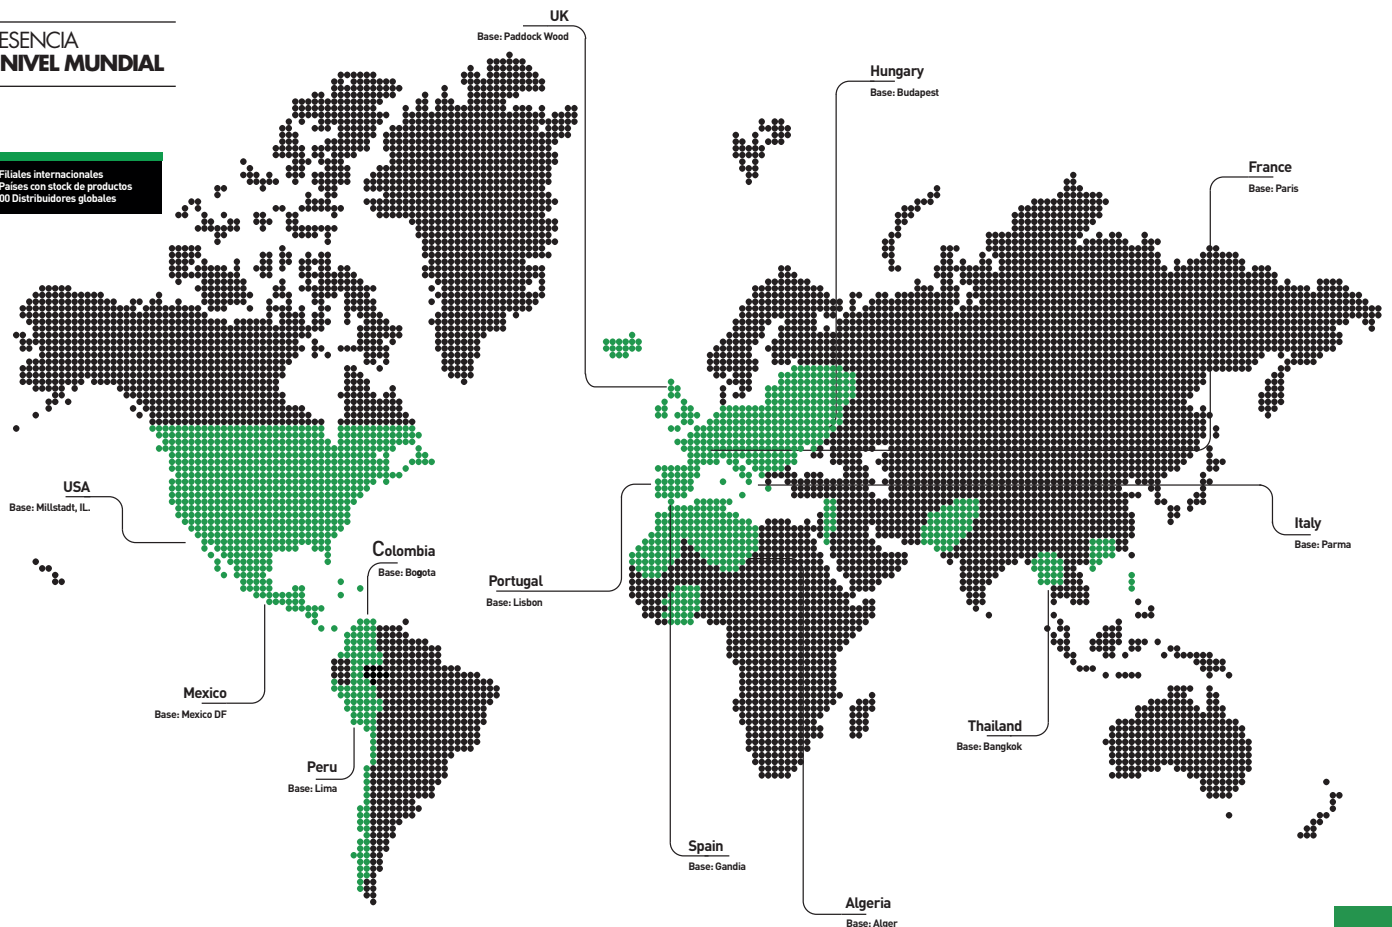 ESENCIA
NIVEL MUNDIAL
Filiales internacionales
Países con stock de productos
00 Distribuidores globales
UK
Base: Paddock Wood
Hungary
Base: Budapest
France
Base: Paris
USA
Base: Millstadt, IL.
Colombia
Base: Bogota
Portugal
Base: Lisbon
Italy
Base: Parma
Mexico
Base: Mexico DF
Thailand
Base: Bangkok
Peru
Base: Lima
Spain
Base: Gandia
Algeria
Base: Alger